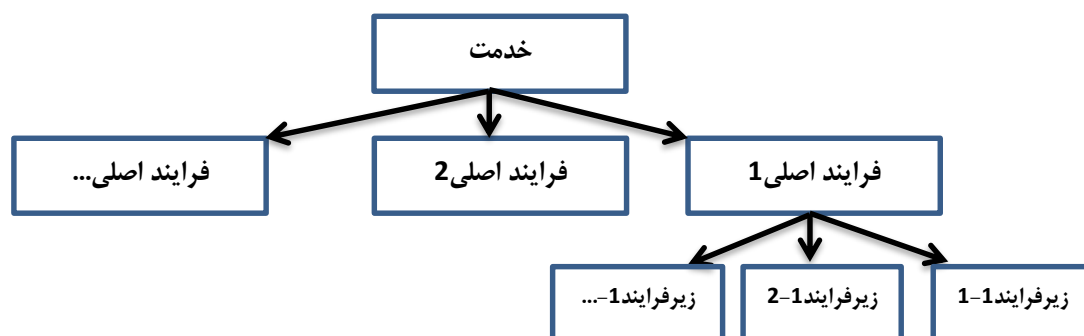 خدمت
فرایند اصلی1
فرایند اصلی2
فرایند اصلی...
زیرفرایند1-1
زیرفرایند1-2
زیرفرایند1-...